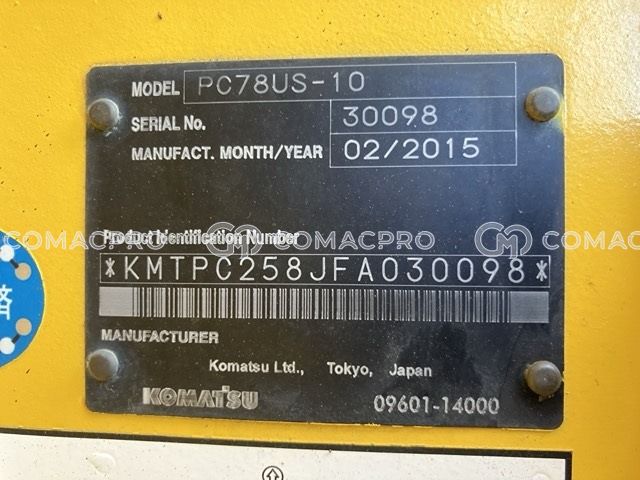 MODEL PC78US-10
SERIAL No. 30098
MANUFACT. MONTH/YEAR 02/2015
Product Identification Number
COMACPRO COMACPRO COMACPRO
*KMTPC258JFA030098*
MANUFACTURER
Komatsu Ltd., Tokyo, Japan
KOMATSU 09601-14000